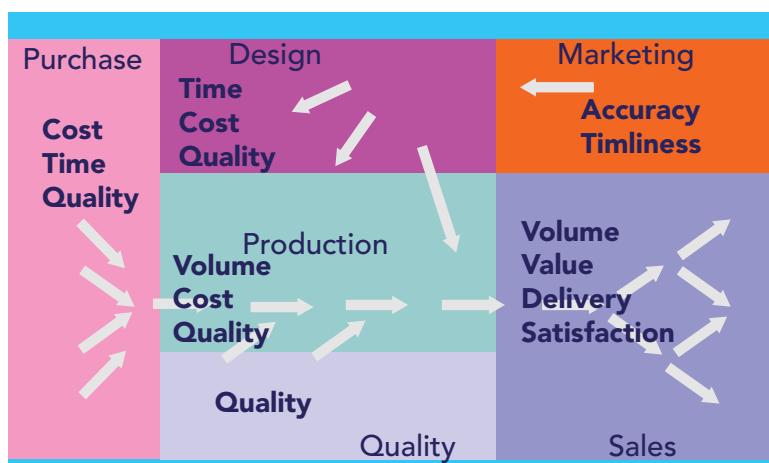 Purchase
Cost
Time
Quality
Design
Time
Cost
Quality
Marketing
Accuracy
Timliness
Production
Volume
Cost
Quality
Quality
Quality
Volume
Value
Delivery
Satisfaction
Sales